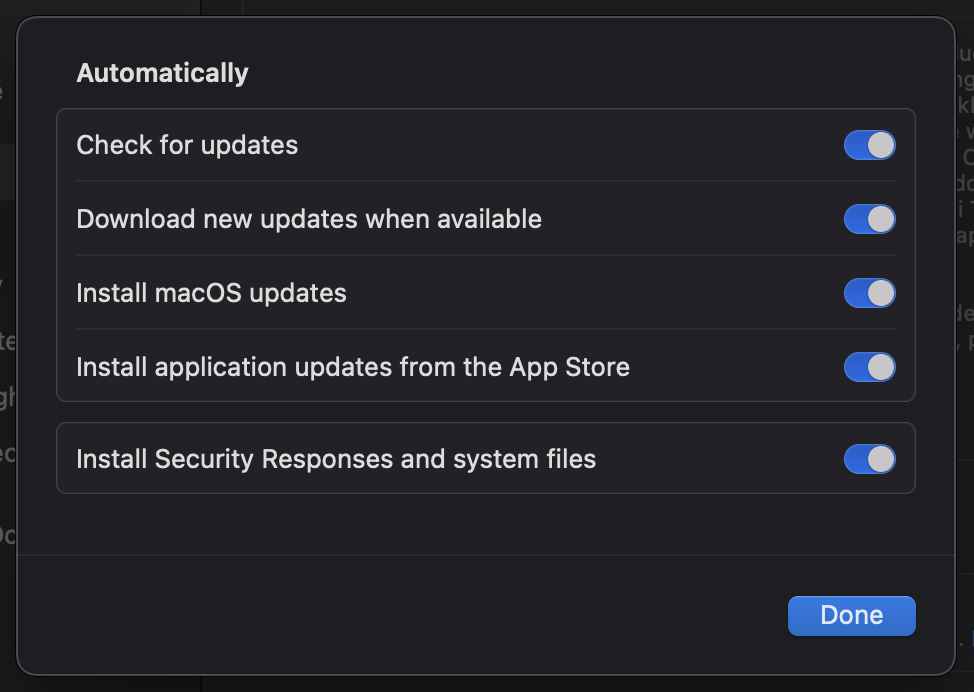 Automatically
Check for updates
Download new updates when available
Install macOS updates
Install application updates from the App Store
Install Security Responses and system files
Done